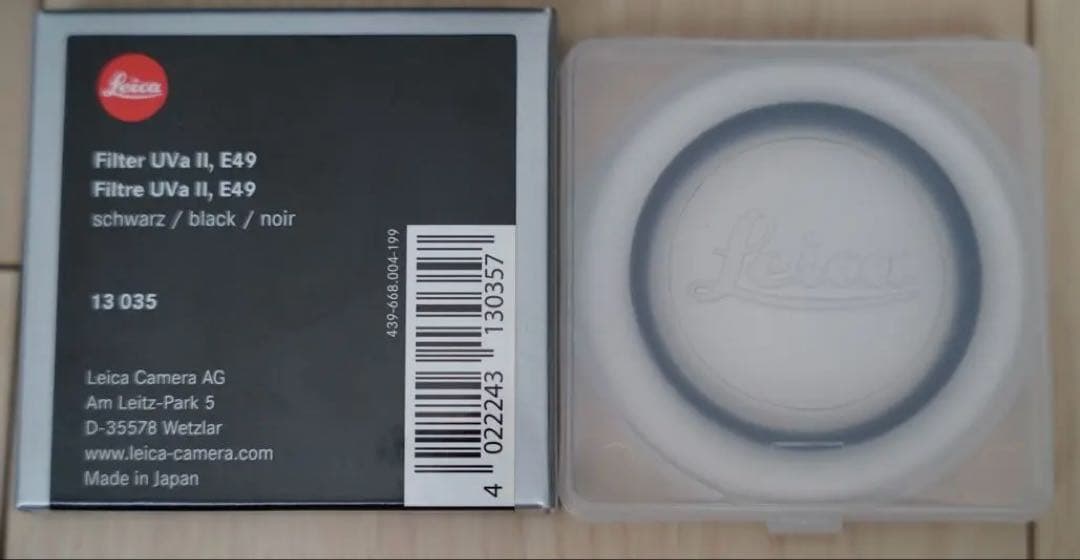 Leica
Filter UVa II, E49
Filtre UVa II, E49
schwarz / black / noir
13 035
Leica Camera AG
Am Leitz-Park 5
D-35578 Wetzlar
www.leica-camera.com
Made in Japan
439-668.004-199
4 022243 130357
Leica